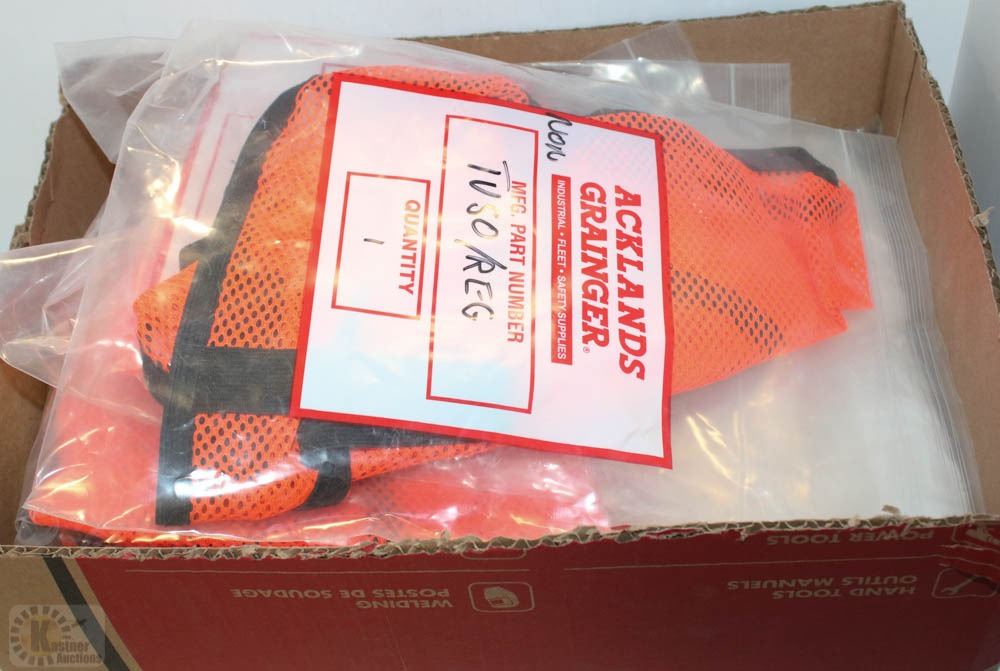 ACKLANDS
GRAINGER®
INDUSTRIAL • FLEET • SAFETY SUPPLIES
MFG. PART NUMBER
TVSO/REG
QUANTITY
1
POWER TOOLS
HAND TOOLS
OUTILS MANUELS
WELDING
POSTES DE SOUDAGE
Kastner
Auctions